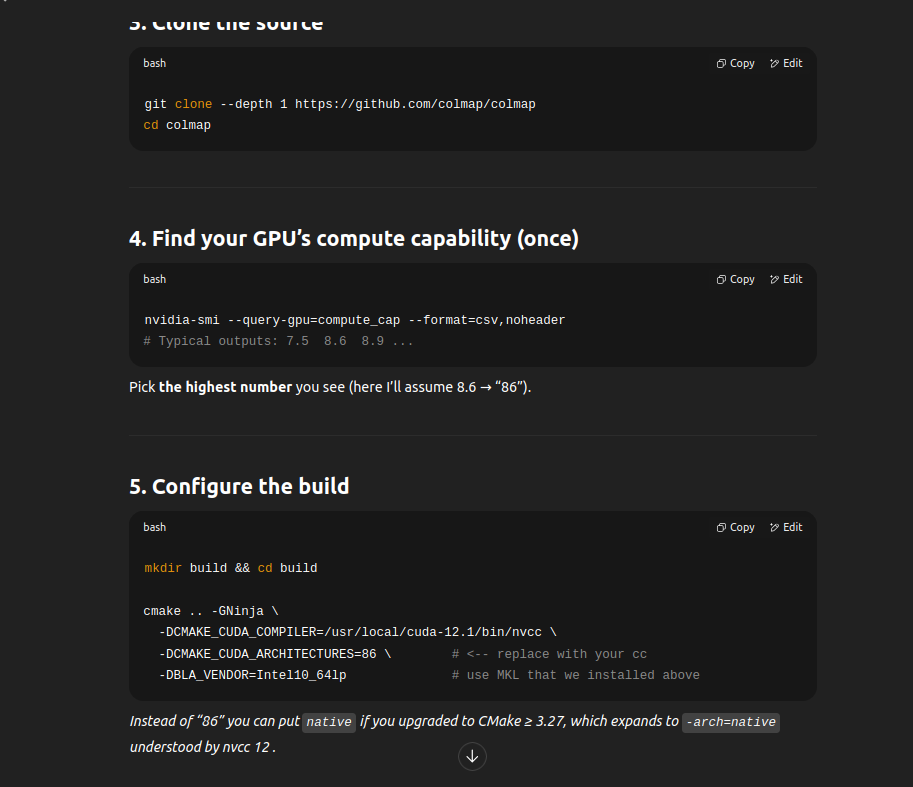 3. Clone the source
bash
Copy Edit
git clone --depth 1 https://github.com/colmap/colmap
cd colmap
4. Find your GPU’s compute capability (once)
bash
Copy Edit
nvidia-smi --query-gpu=compute_cap --format=csv,noheader
# Typical outputs: 7.5  8.6  8.9 ...
Pick the highest number you see (here I’ll assume 8.6 → “86”).
5. Configure the build
bash
Copy Edit
mkdir build && cd build
cmake .. -GNinja \
  -DCMAKE_CUDA_COMPILER=/usr/local/cuda-12.1/bin/nvcc \
  -DCMAKE_CUDA_ARCHITECTURES=86 \        # <-- replace with your cc
  -DBLA_VENDOR=Intel10_64lp              # use MKL that we installed above
Instead of “86” you can put native if you upgraded to CMake ≥ 3.27, which expands to -arch=native
understood by nvcc 12 .